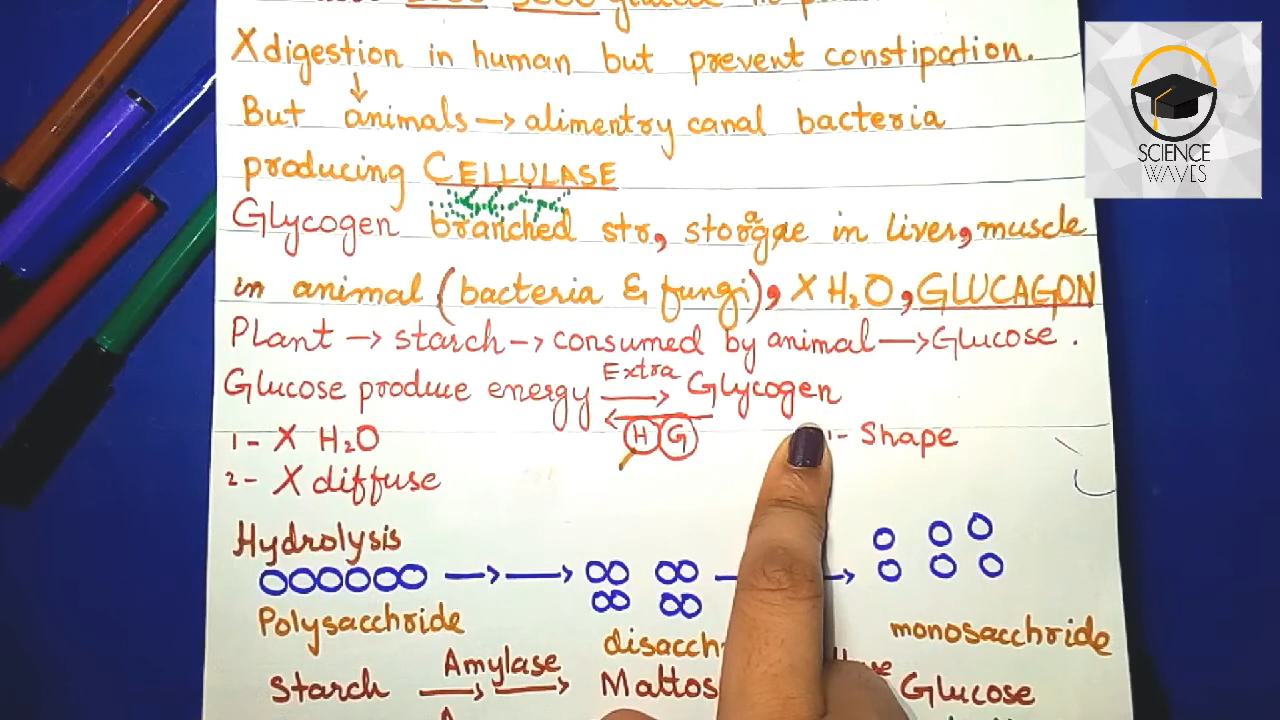 X digestion in human but prevent constipation.
But animals → alimentry canal bacteria
producing CELLULASE
Glycogen branched str, storage in liver, muscle
in animal (bacteria & fungi), X H₂O, GLUCAGON
Plant → starch → consumed by animal → Glucose.
Glucose produce energy Extra Glycogen
H G
1- X H₂O
1- Shape
2- X diffuse
Hydrolysis
Polysacchride
monosacchride
Amylase
Starch
Glucose
SCIENCE
WAVES